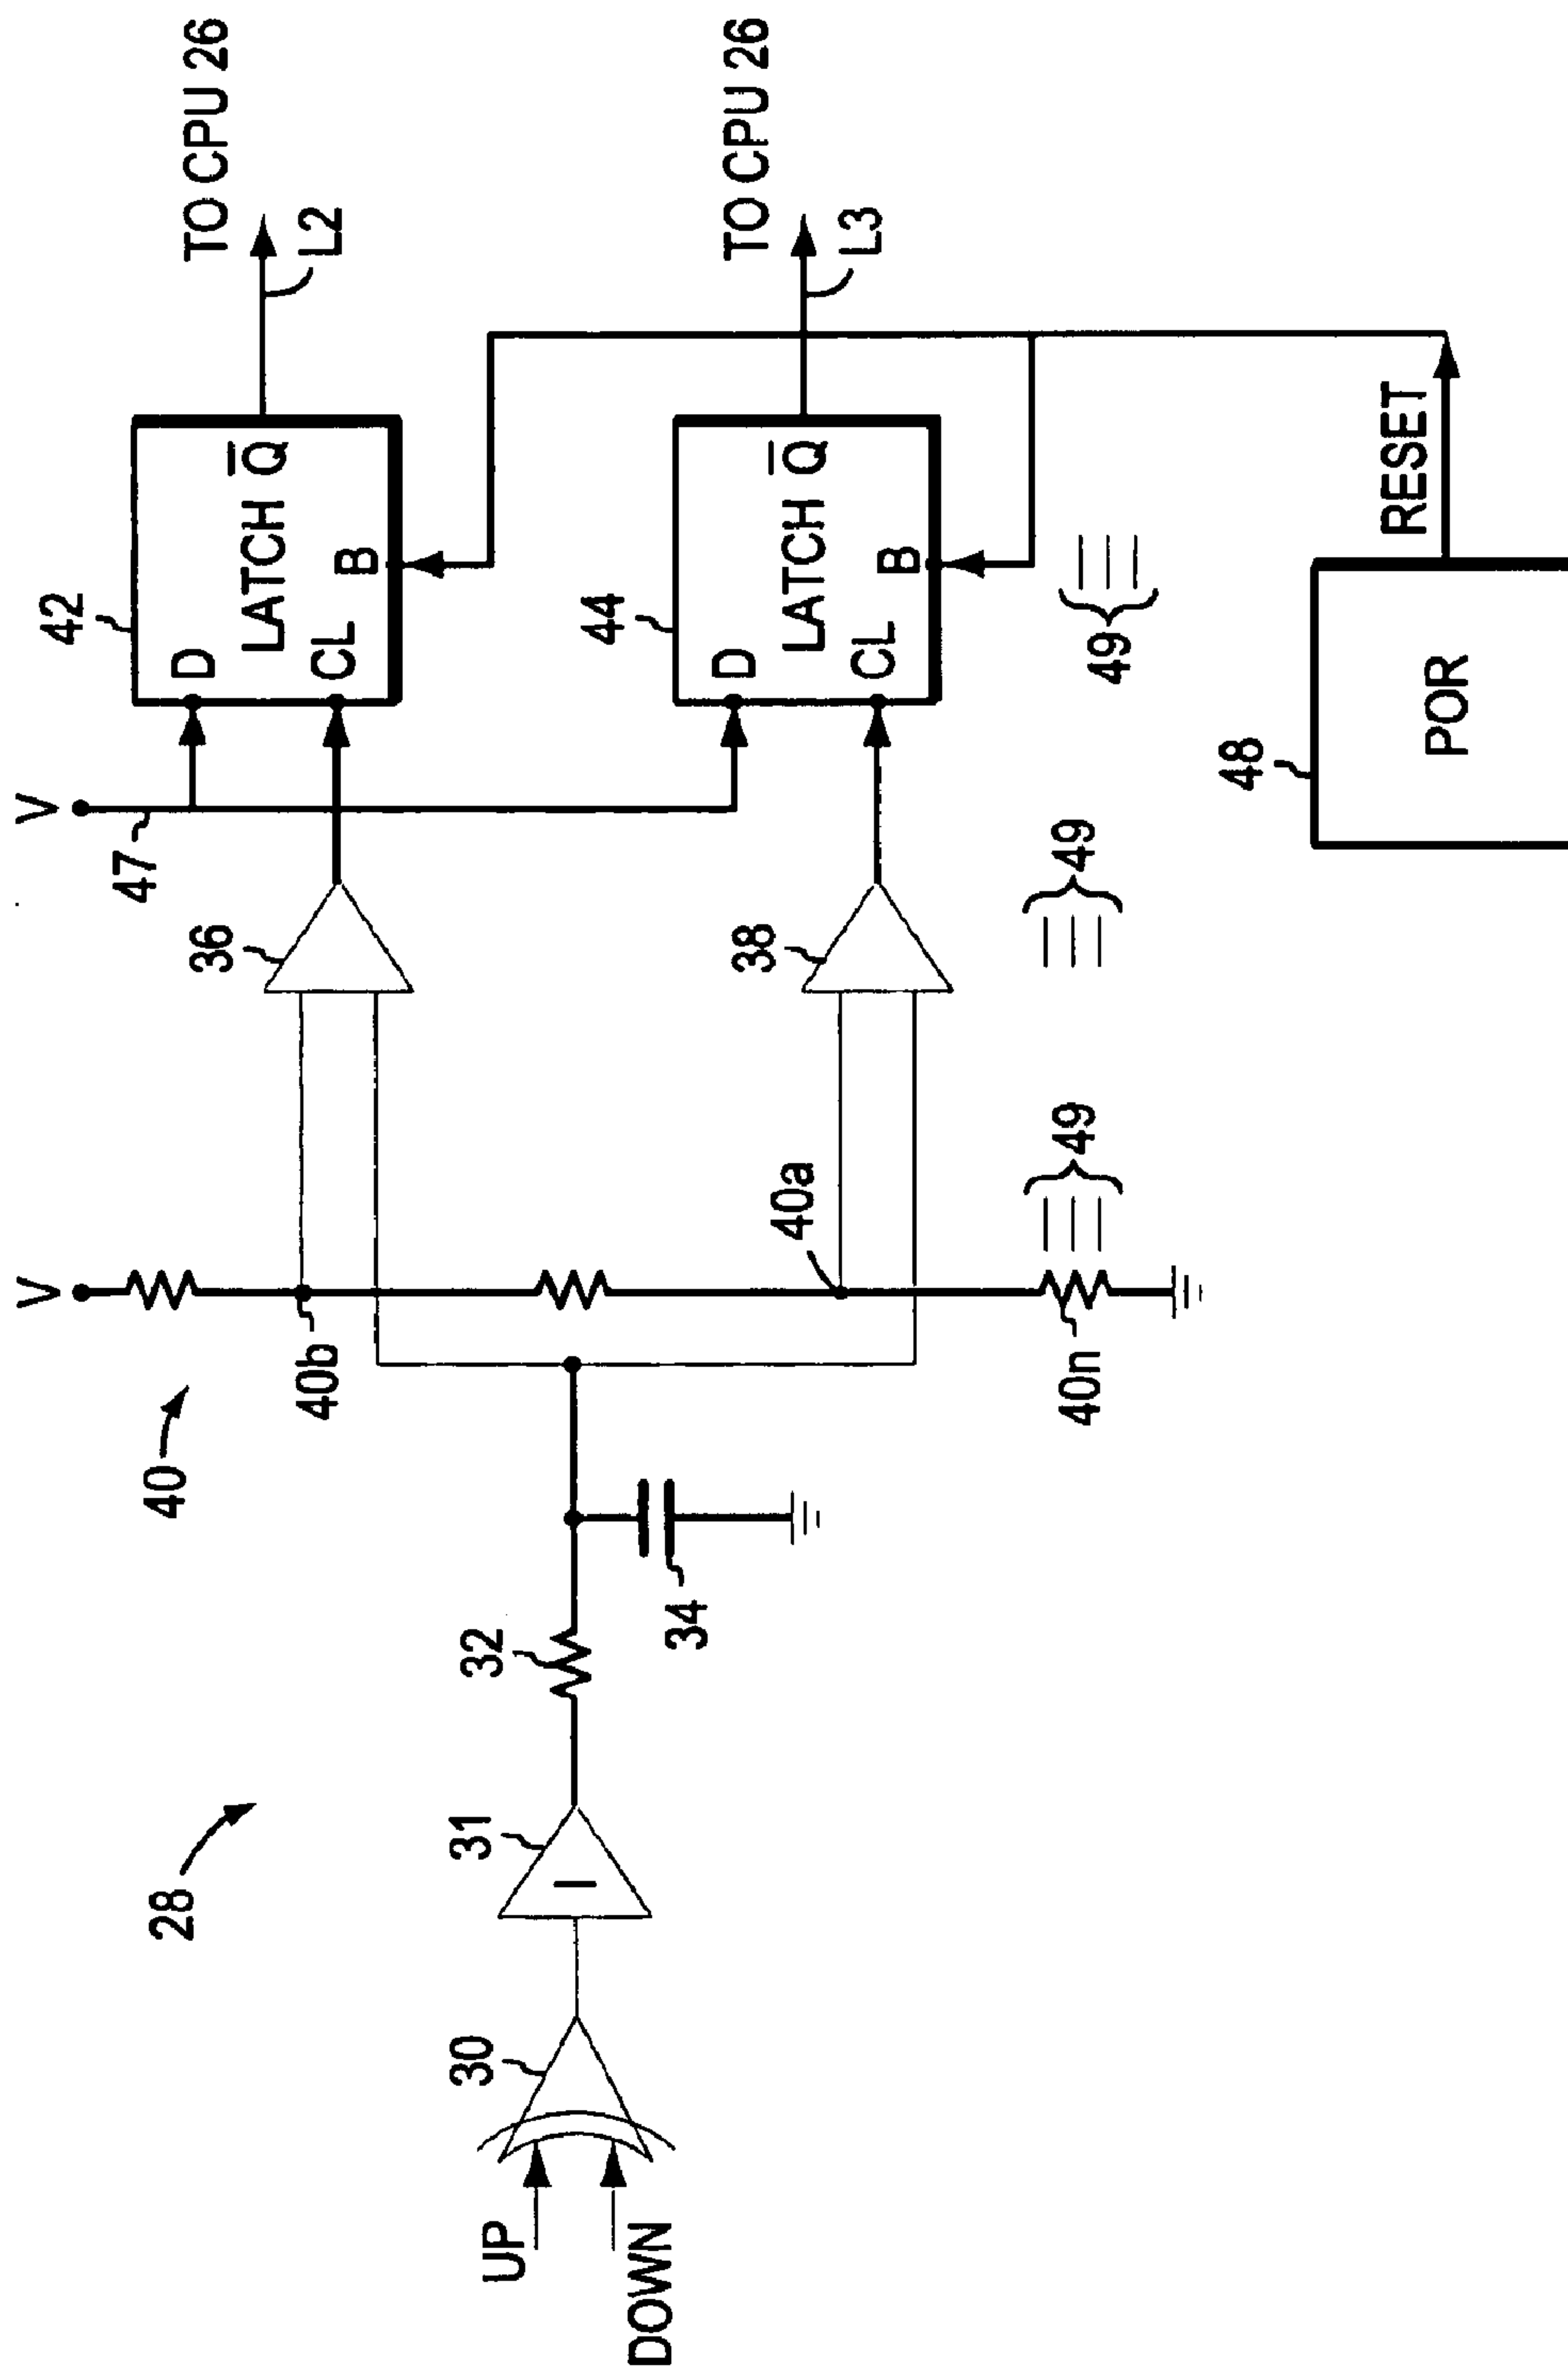 28
40
V
V
47
42
D
LATCH Q̅
CL
B
TO CPU 26
L2
36
40b
UP
DOWN
30
31
32
34
40a
38
44
D
LATCH Q̅
CL
B
TO CPU 26
L3
40n
49
49
49
48
POR
RESET